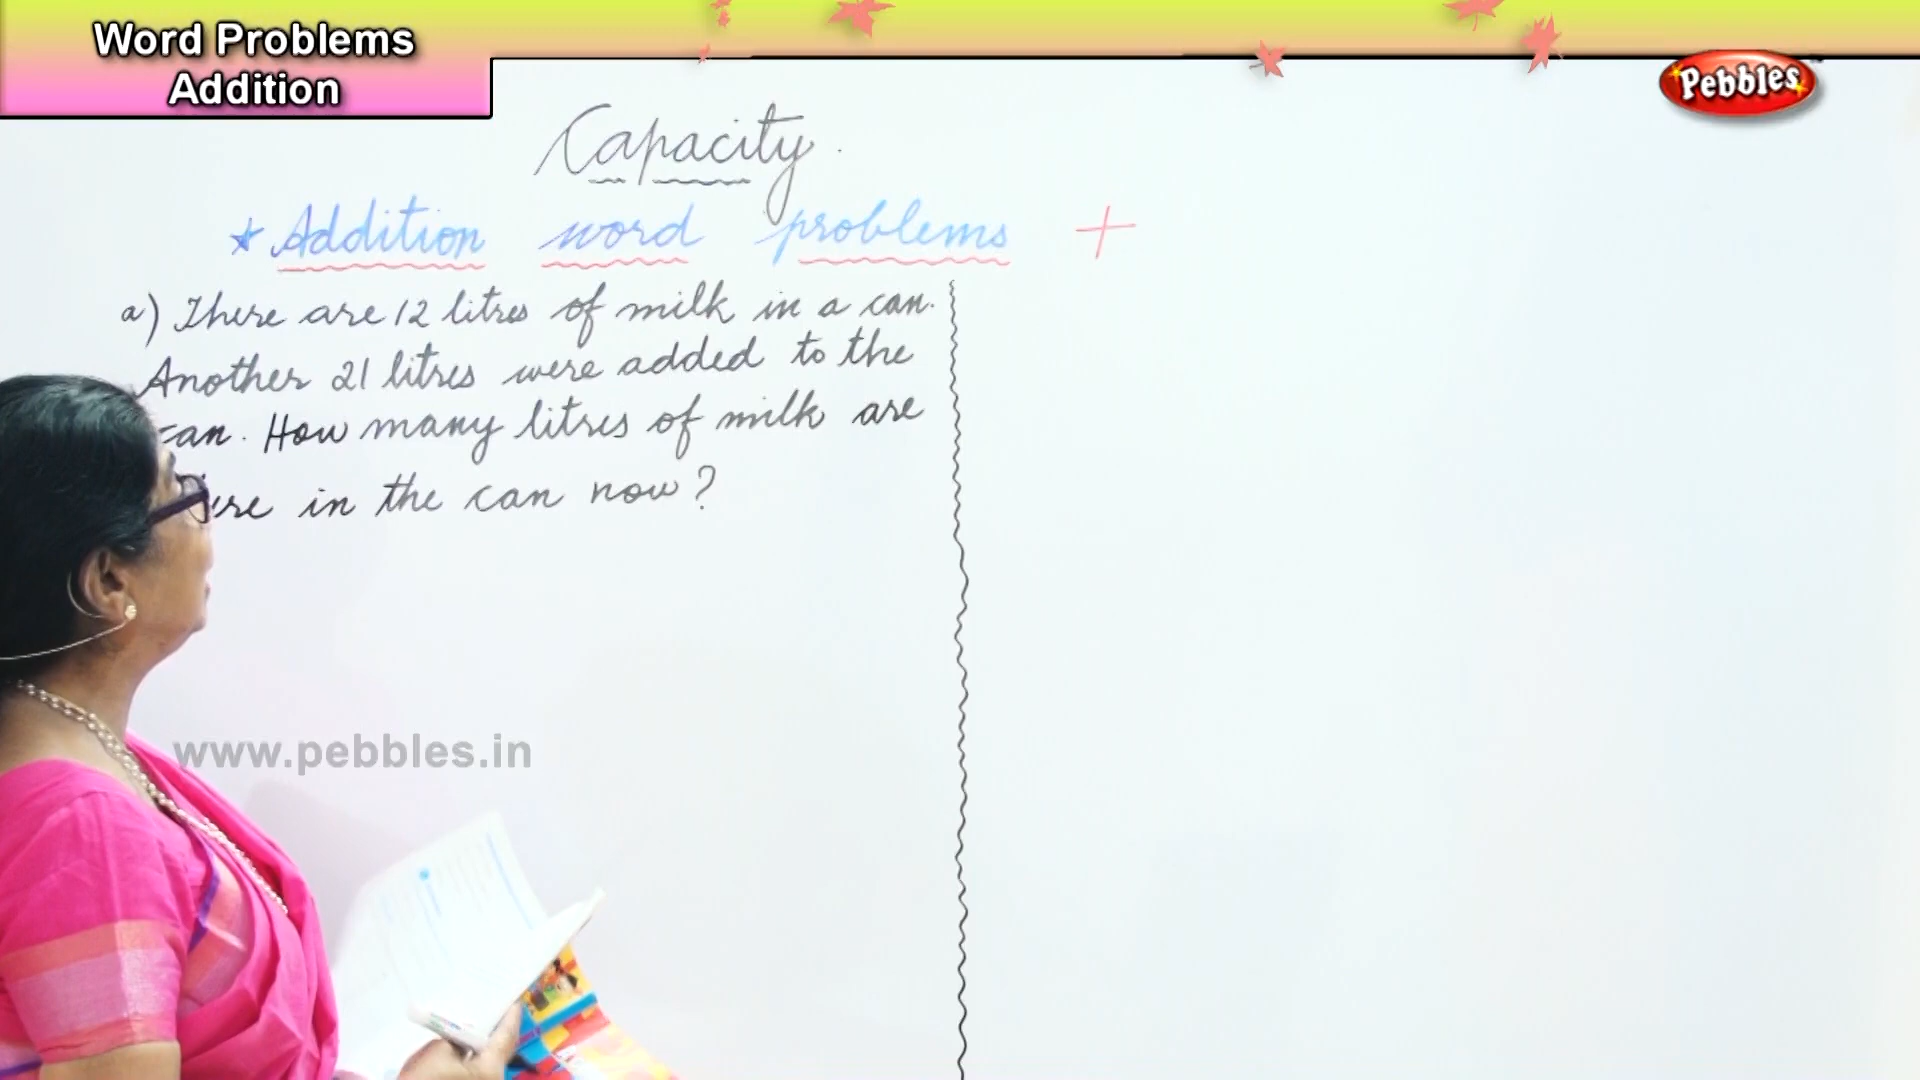 Word Problems
Addition
Pebbles
Capacity.
* Addition word problems +
a) There are 12 litres of milk in a can.
Another 21 litres were added to the
can. How many litres of milk are
in the can now?
www.pebbles.in